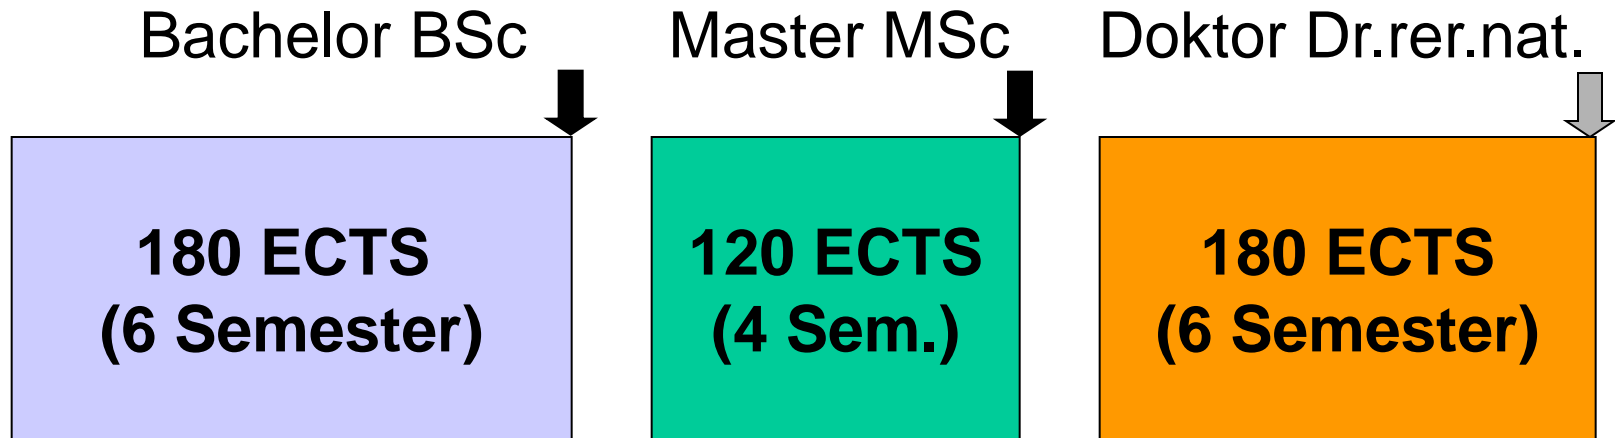 Bachelor BSc
Master MSc
Doktor Dr.rer.nat.
180 ECTS
(6 Semester)
120 ECTS
(4 Sem.)
180 ECTS
(6 Semester)